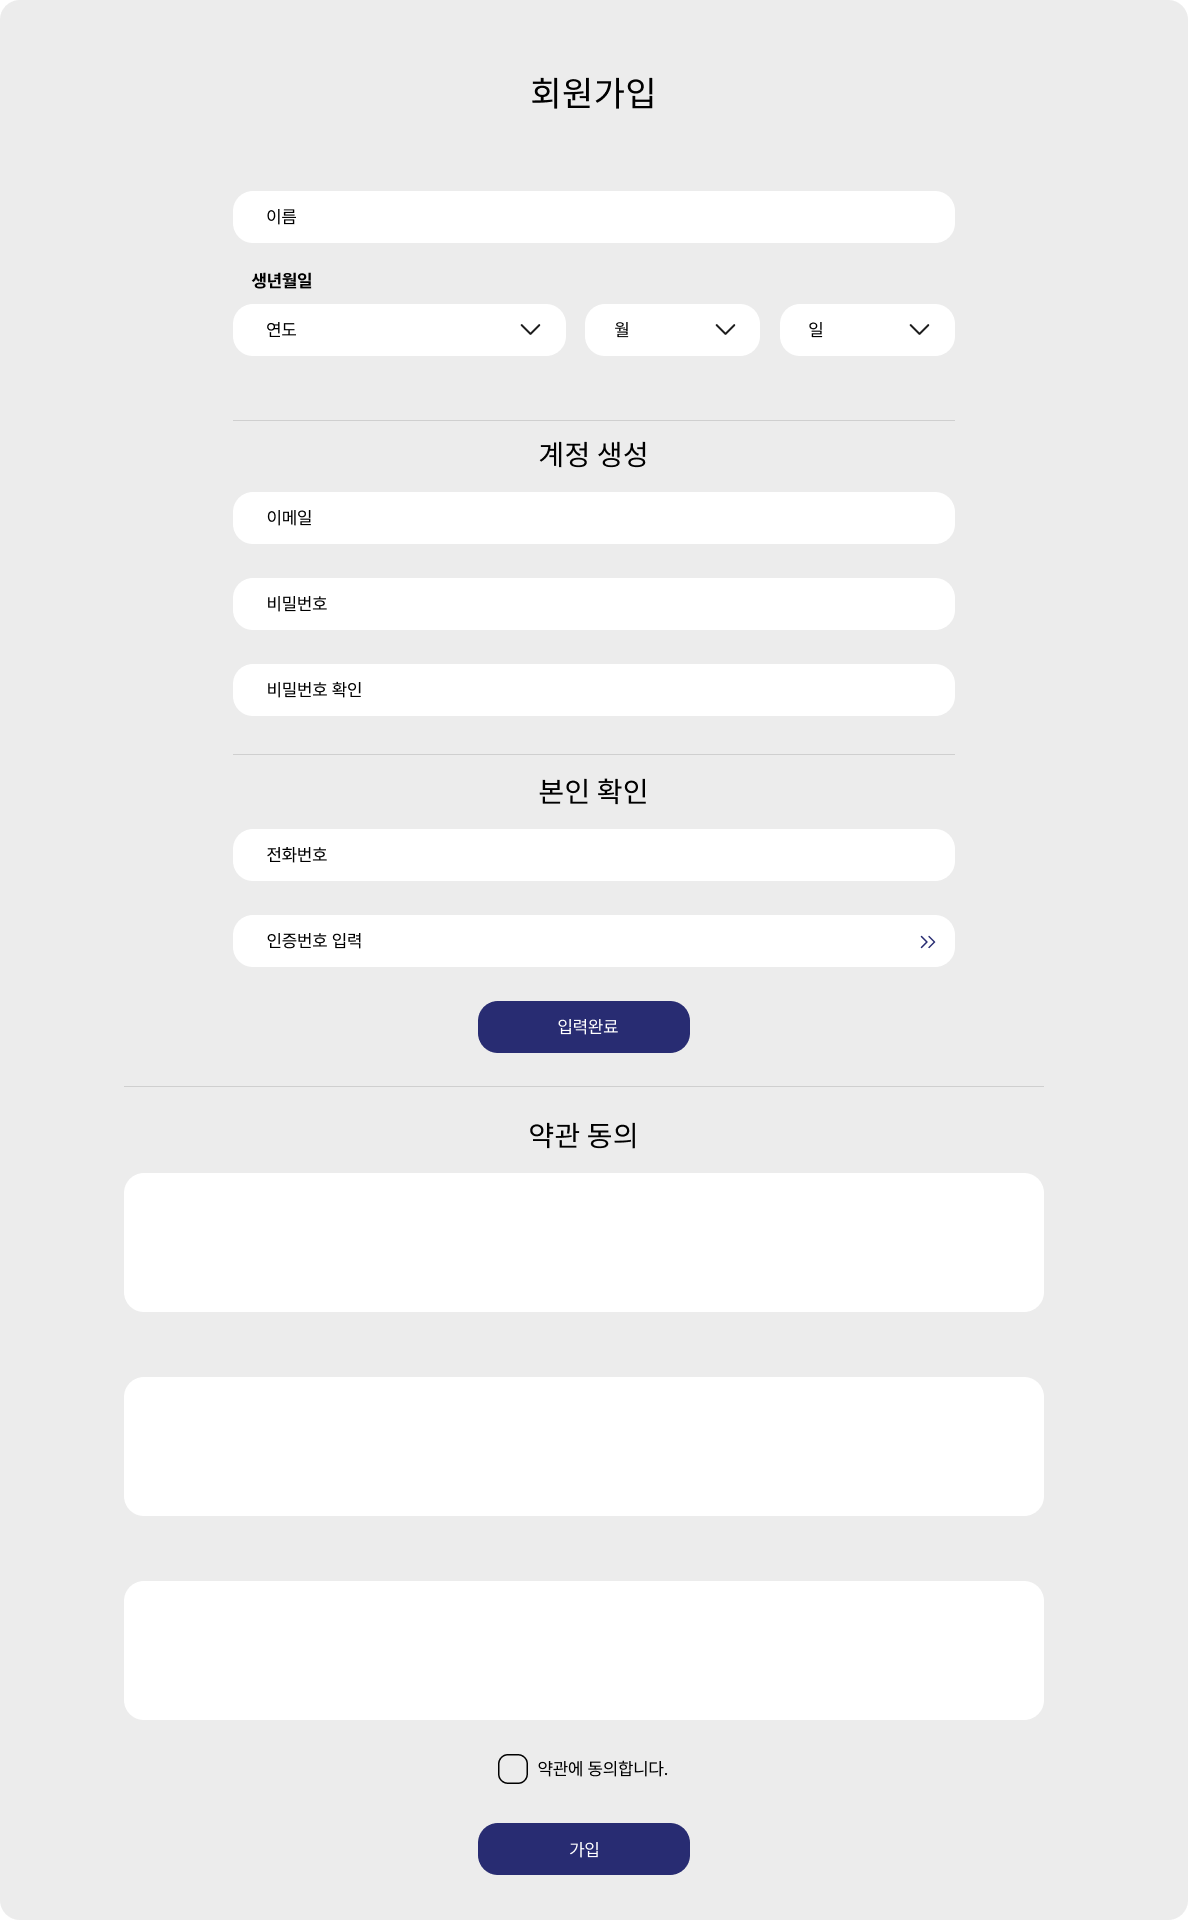 회원가입
이름
생년월일
연도 월 일
계정 생성
이메일
비밀번호
비밀번호 확인
본인 확인
전화번호
인증번호 입력
입력완료
약관 동의
약관에 동의합니다.
가입